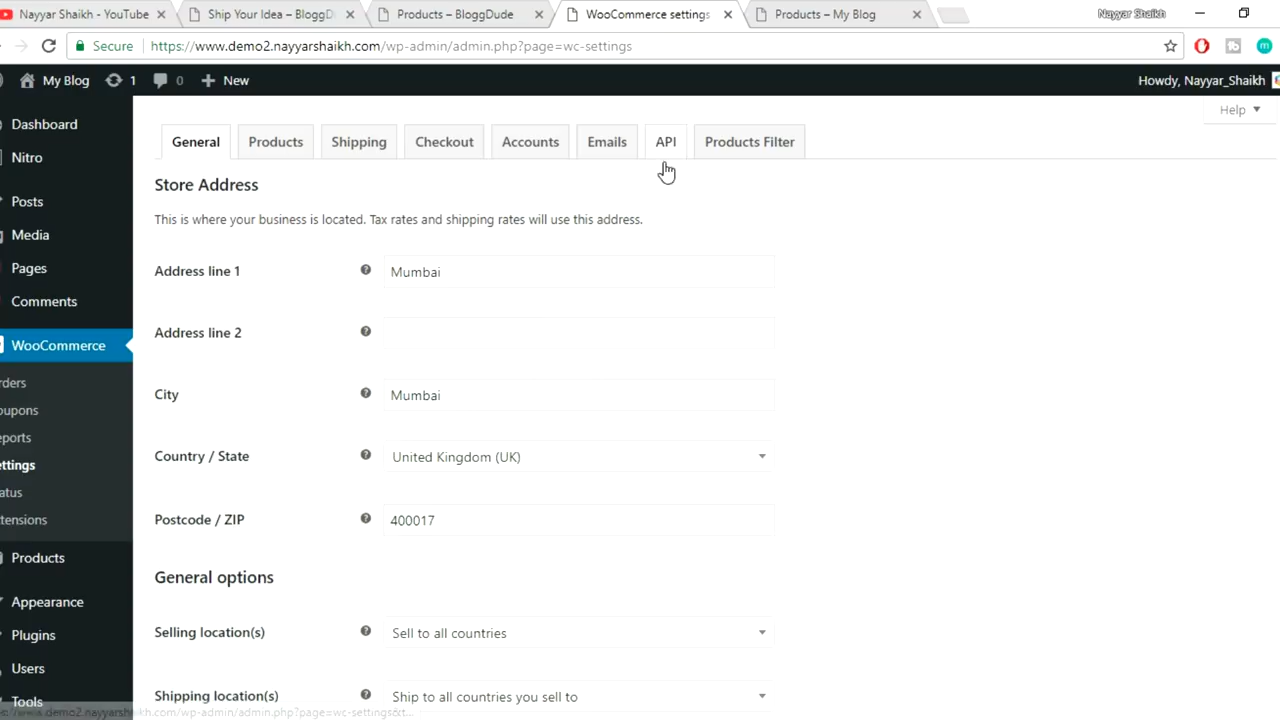 Nayyar Shaikh - YouTube
Ship Your Idea – BloggD
Products – BloggDude
WooCommerce settings
Products – My Blog
Nayyar Shaikh
Secure
https://www.demo2.nayyarshaikh.com/wp-admin/admin.php?page=wc-settings
My Blog
1
0
+ New
Howdy, Nayyar_Shaikh
Help
Dashboard
Nitro
Posts
Media
Pages
Comments
WooCommerce
rders
oupons
eports
ettings
atus
tensions
Products
Appearance
Plugins
Users
Tools
General
Products
Shipping
Checkout
Accounts
Emails
API
Products Filter
Store Address
This is where your business is located. Tax rates and shipping rates will use this address.
Address line 1
Mumbai
Address line 2
City
Mumbai
Country / State
United Kingdom (UK)
Postcode / ZIP
400017
General options
Selling location(s)
Sell to all countries
Shipping location(s)
Ship to all countries you sell to